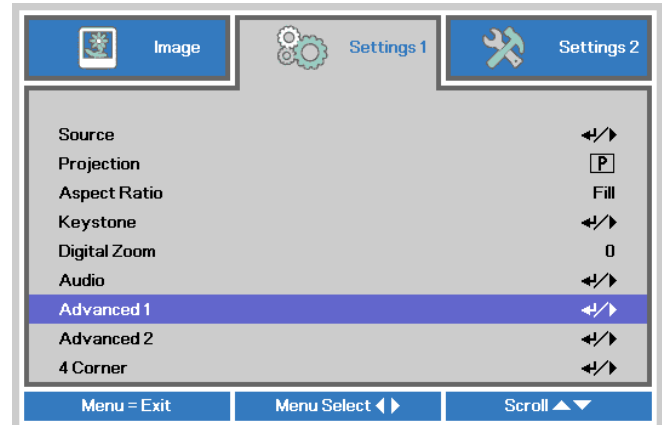 Image Settings 1 Settings 2
Source
Projection P
Aspect Ratio Fill
Keystone
Digital Zoom 0
Audio
Advanced 1
Advanced 2
4 Corner
Menu = Exit Menu Select Scroll